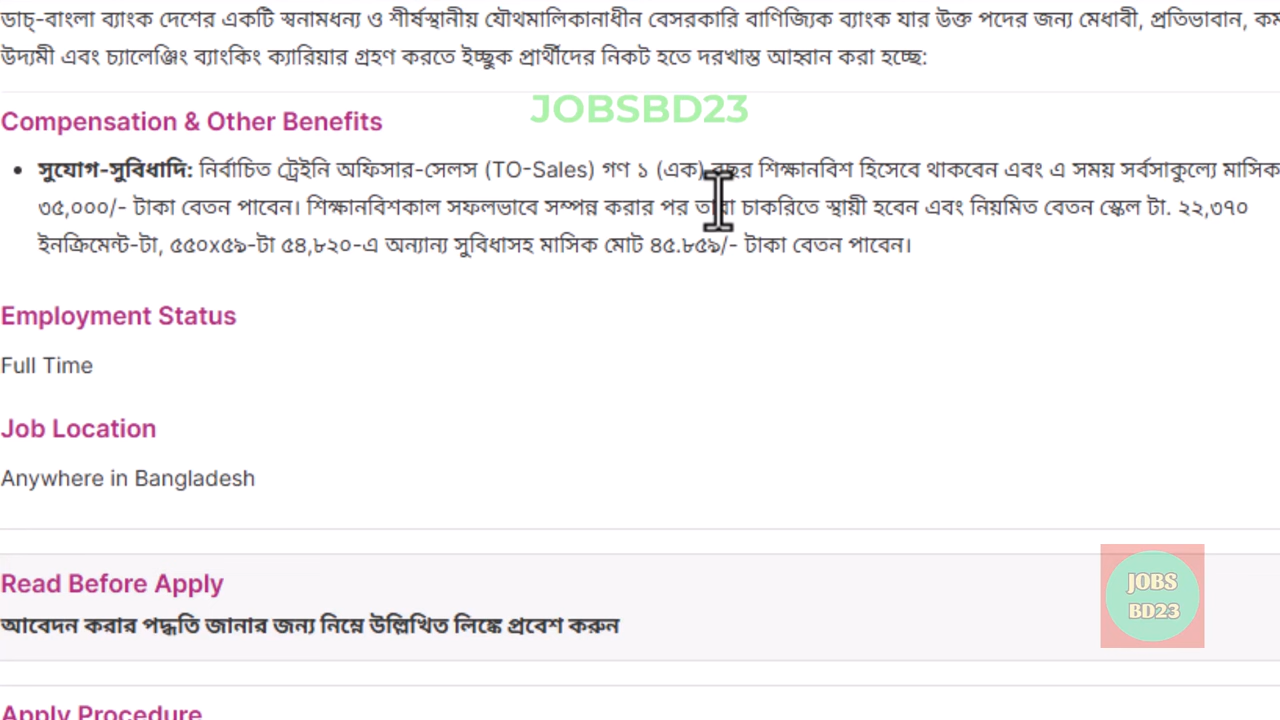 ডাচ্-বাংলা ব্যাংক দেশের একটি স্বনামধন্য ও শীর্ষস্থানীয় যৌথমালিকানাধীন বেসরকারি বাণিজ্যিক ব্যাংক যার উক্ত পদের জন্য মেধাবী, প্রতিভাবান,
উদ্যমী এবং চ্যালেঞ্জিং ব্যাংকিং ক্যারিয়ার গ্রহণ করতে ইচ্ছুক প্রার্থীদের নিকট হতে দরখাস্ত আহ্বান করা হচ্ছে:
JOBSBD23
Compensation & Other Benefits
• সুযোগ-সুবিধাদি: নির্বাচিত ট্রেইনি অফিসার-সেলস (TO-Sales) গণ ১ (এক) বছর শিক্ষানবিশ হিসেবে থাকবেন এবং এ সময় সর্বসাকুল্যে মাসিক
৩৫,০০০/- টাকা বেতন পাবেন। শিক্ষানবিশকাল সফলভাবে সম্পন্ন করার পর তারা চাকরিতে স্থায়ী হবেন এবং নিয়মিত বেতন স্কেল টা. ২২,৩৭০
ইনক্রিমেন্ট-টা, ৫৫০x৫৯-টা ৫৪,৮২০-এ অন্যান্য সুবিধাসহ মাসিক মোট ৪৫.৮৫৯/- টাকা বেতন পাবেন।
Employment Status
Full Time
Job Location
Anywhere in Bangladesh
JOBS
BD23
Read Before Apply
আবেদন করার পদ্ধতি জানার জন্য নিম্নে উল্লিখিত লিঙ্কে প্রবেশ করুন
Apply Procedure